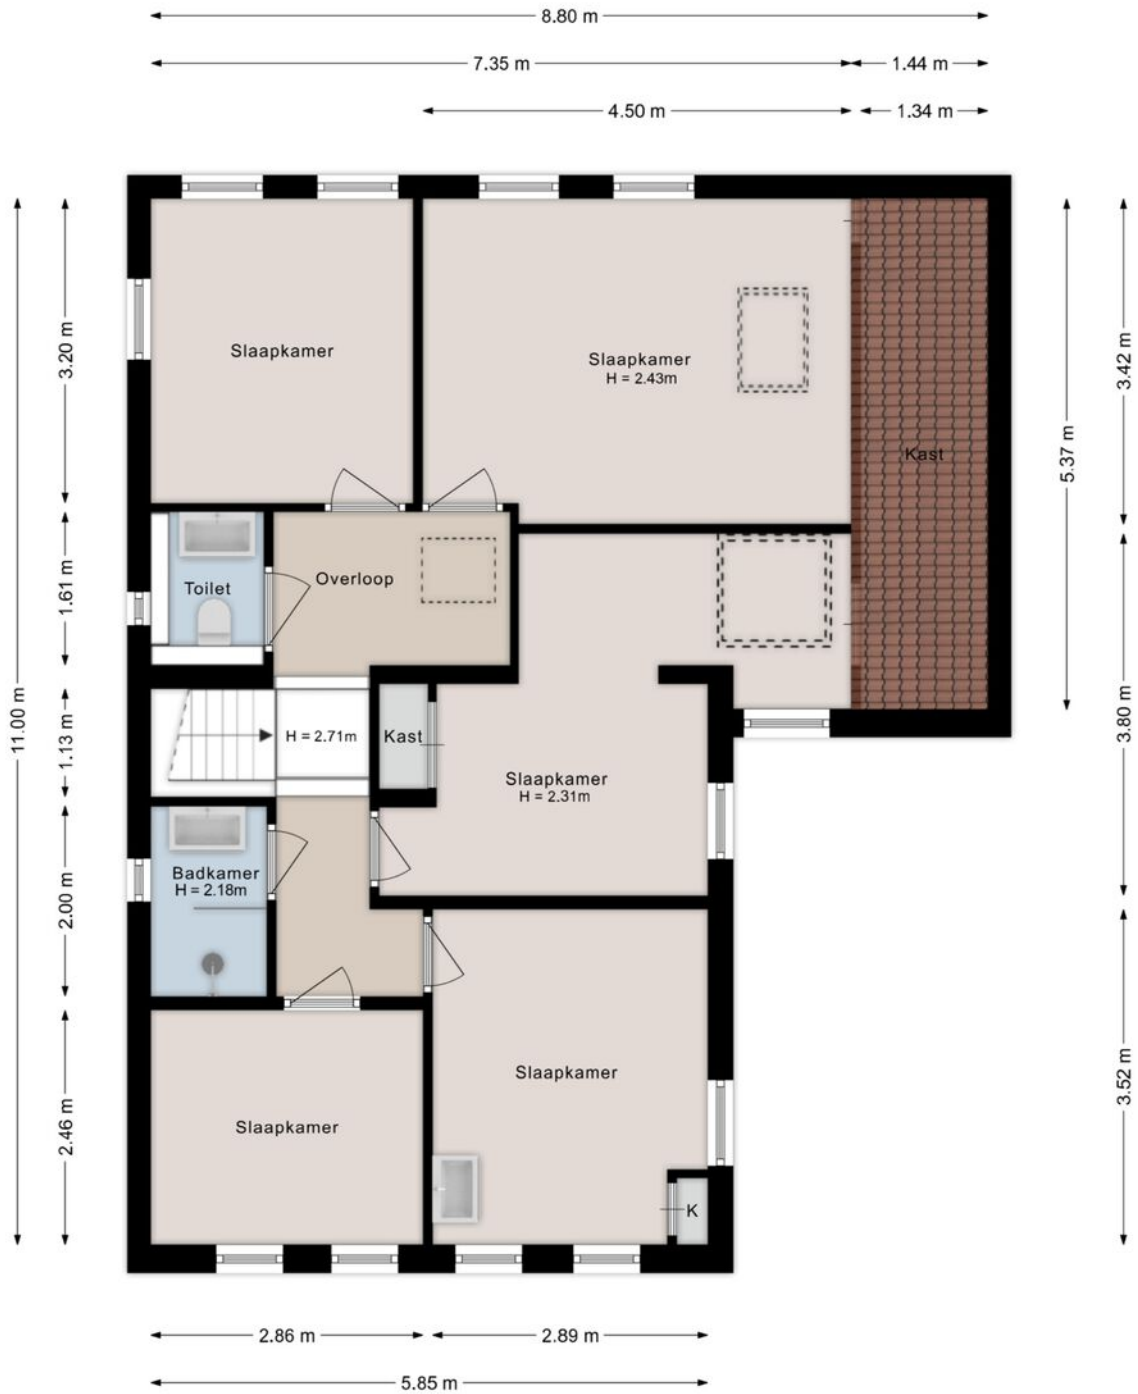 8.80 m
7.35 m
1.44 m
4.50 m
1.34 m
Slaapkamer
Slaapkamer
H = 2.43m
Kast
3.20 m
3.42 m
5.37 m
Toilet
Overloop
1.61 m
11.00 m
1.13 m
H = 2.71m
Kast
Slaapkamer
H = 2.31m
3.80 m
Badkamer
H = 2.18m
2.00 m
Slaapkamer
3.52 m
Slaapkamer
2.46 m
K
2.86 m
2.89 m
5.85 m